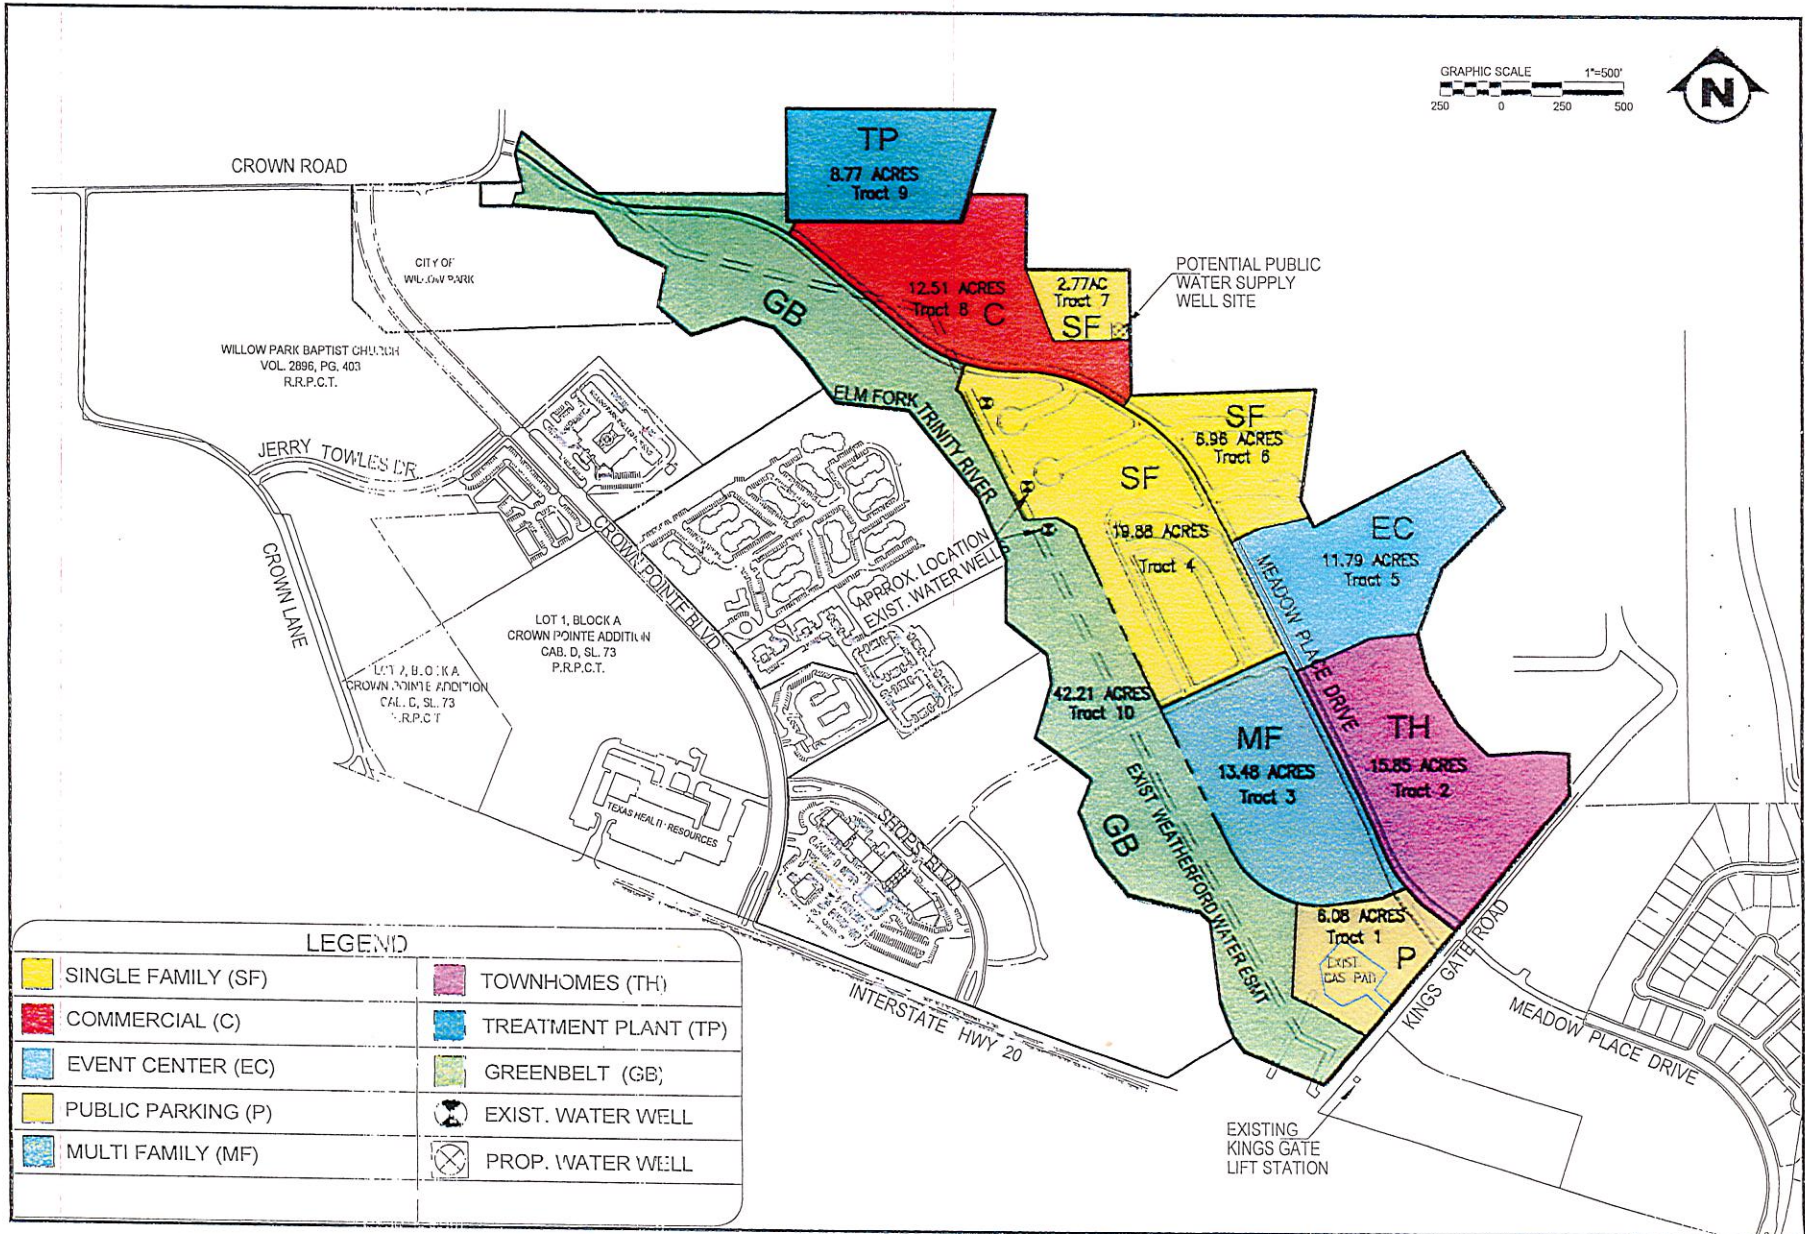 GRAPHIC SCALE 1"=500'
250 0 250 500
N
CROWN ROAD
TP
8.77 ACRES
Tract 9
CITY OF
WILLOW PARK
POTENTIAL PUBLIC
WATER SUPPLY
WELL SITE
GB
12.51 ACRES
Tract 8 C
2.77AC
Tract 7
SF
WILLOW PARK BAPTIST CHURCH
VOL. 2896, PG. 403
R.R.P.C.T.
ELM FORK TRINITY RIVER
SF
6.96 ACRES
Tract 6
JERRY TOWLES DR
SF
19.88 ACRES
Tract 4
EC
11.79 ACRES
Tract 5
CROWN LANE
CROWN POINTE BLVD
APPROX. LOCATION
EXIST. WATER WELL
MEADOW PLACE DRIVE
LOT 1, BLOCK A
CROWN POINTE ADDITION
CAB. D, SL. 73
P.R.P.C.T.
LOT 2, BLOCK A
CROWN POINTE ADDITION
SL. 73
42.21 ACRES
Tract 10
MF
13.48 ACRES
Tract 3
TH
15.85 ACRES
Tract 2
TEXAS HEALTH RESOURCES
SHOPS BLVD
GB
EXIST WEATHERFORD WATER ESMT
6.08 ACRES
Tract 1
P
EXIST.
GAS PAD
KINGS GATE ROAD
MEADOW PLACE DRIVE
INTERSTATE HWY 20
EXISTING
KINGS GATE
LIFT STATION
LEGEND
SINGLE FAMILY (SF)
TOWNHOMES (TH)
COMMERCIAL (C)
TREATMENT PLANT (TP)
EVENT CENTER (EC)
GREENBELT (GB)
PUBLIC PARKING (P)
EXIST. WATER WELL
MULTI FAMILY (MF)
PROP. WATER WELL